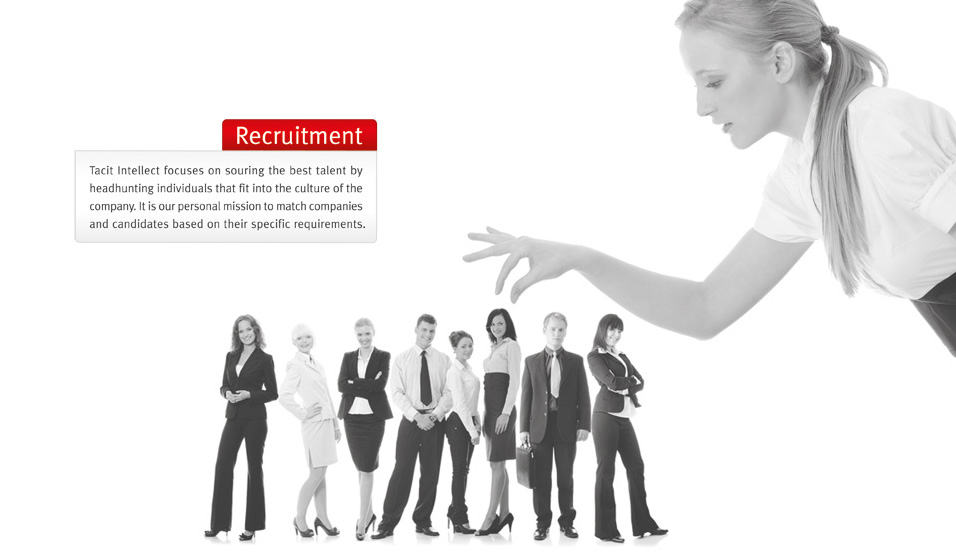 Recruitment
Tacit Intellect focuses on souring the best talent by
headhunting individuals that fit into the culture of the
company. It is our personal mission to match companies
and candidates based on their specific requirements.